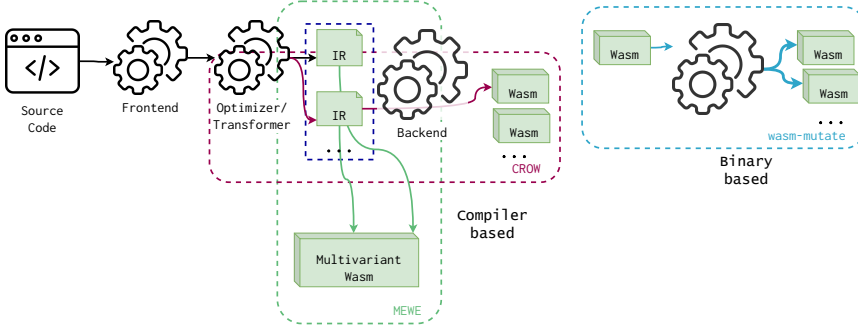 </>
Source
Code
Frontend
Optimizer/
Transformer
IR
IR
...
Backend
Wasm
Wasm
...
CROW
Multivariant
Wasm
MEWE
Compiler
based
Wasm
Wasm
Wasm
...
wasm-mutate
Binary
based